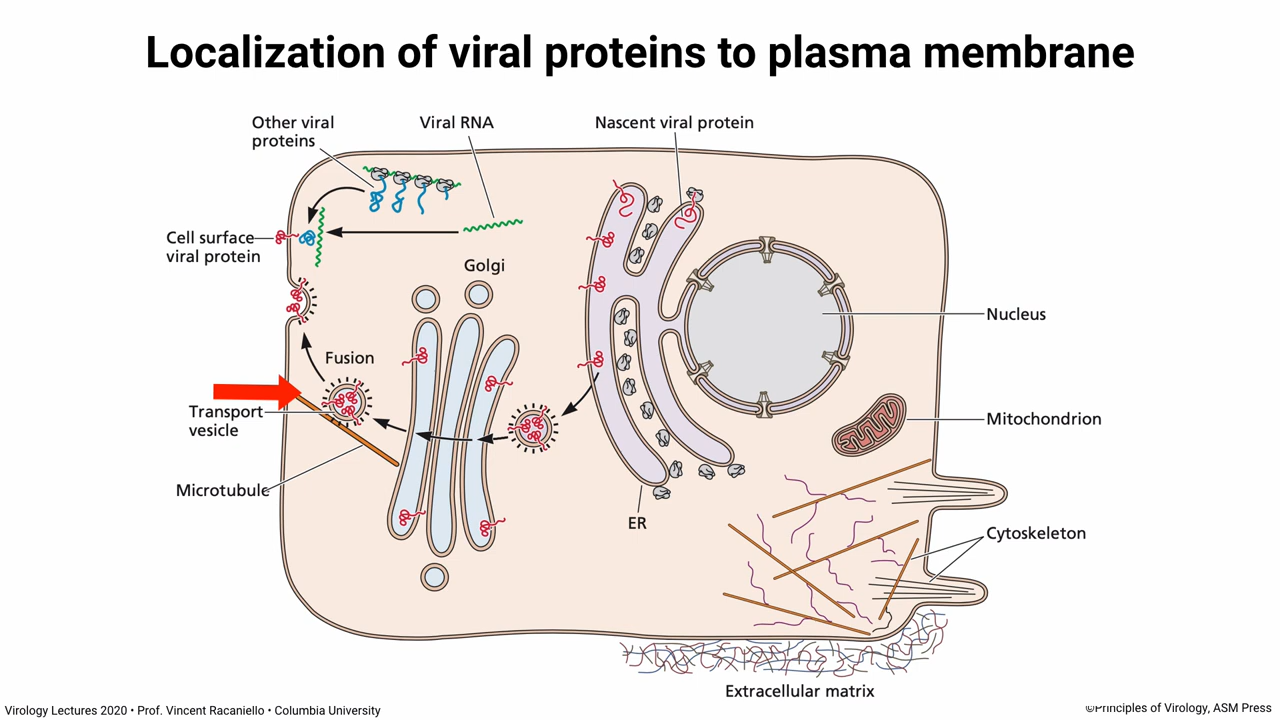 Localization of viral proteins to plasma membrane
Other viral
proteins
Viral RNA
Nascent viral protein
Cell surface
viral protein
Golgi
Nucleus
Fusion
Transport
vesicle
Mitochondrion
Microtubule
ER
Cytoskeleton
Extracellular matrix
Virology Lectures 2020 • Prof. Vincent Racaniello • Columbia University
©Principles of Virology, ASM Press